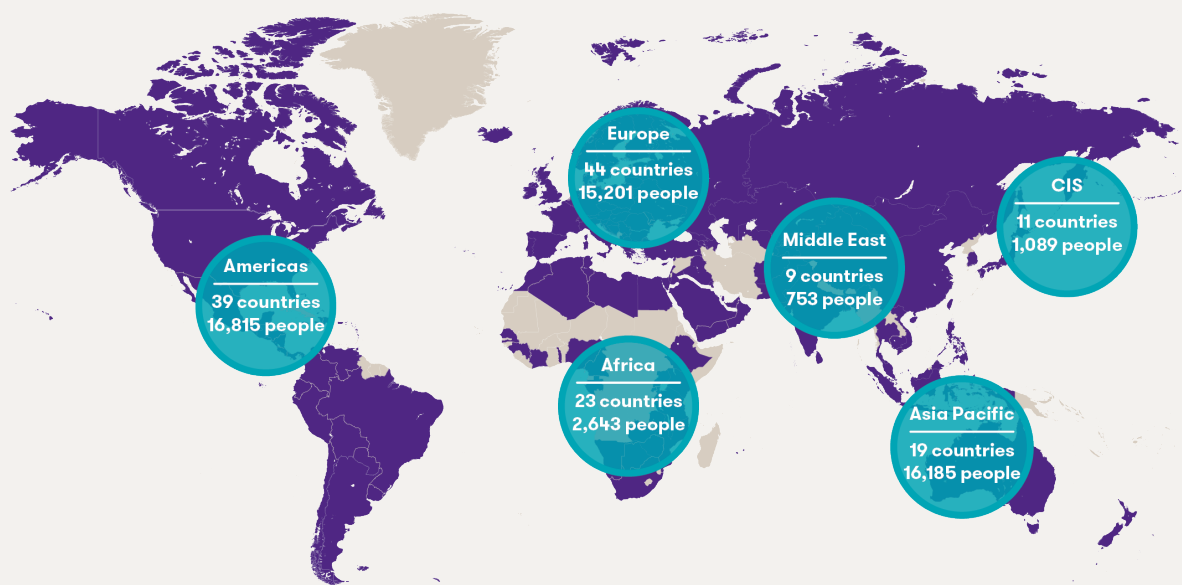 Europe
44 countries
15,201 people
CIS
11 countries
1,089 people
Middle East
9 countries
753 people
Americas
39 countries
16,815 people
Africa
23 countries
2,643 people
Asia Pacific
19 countries
16,185 people